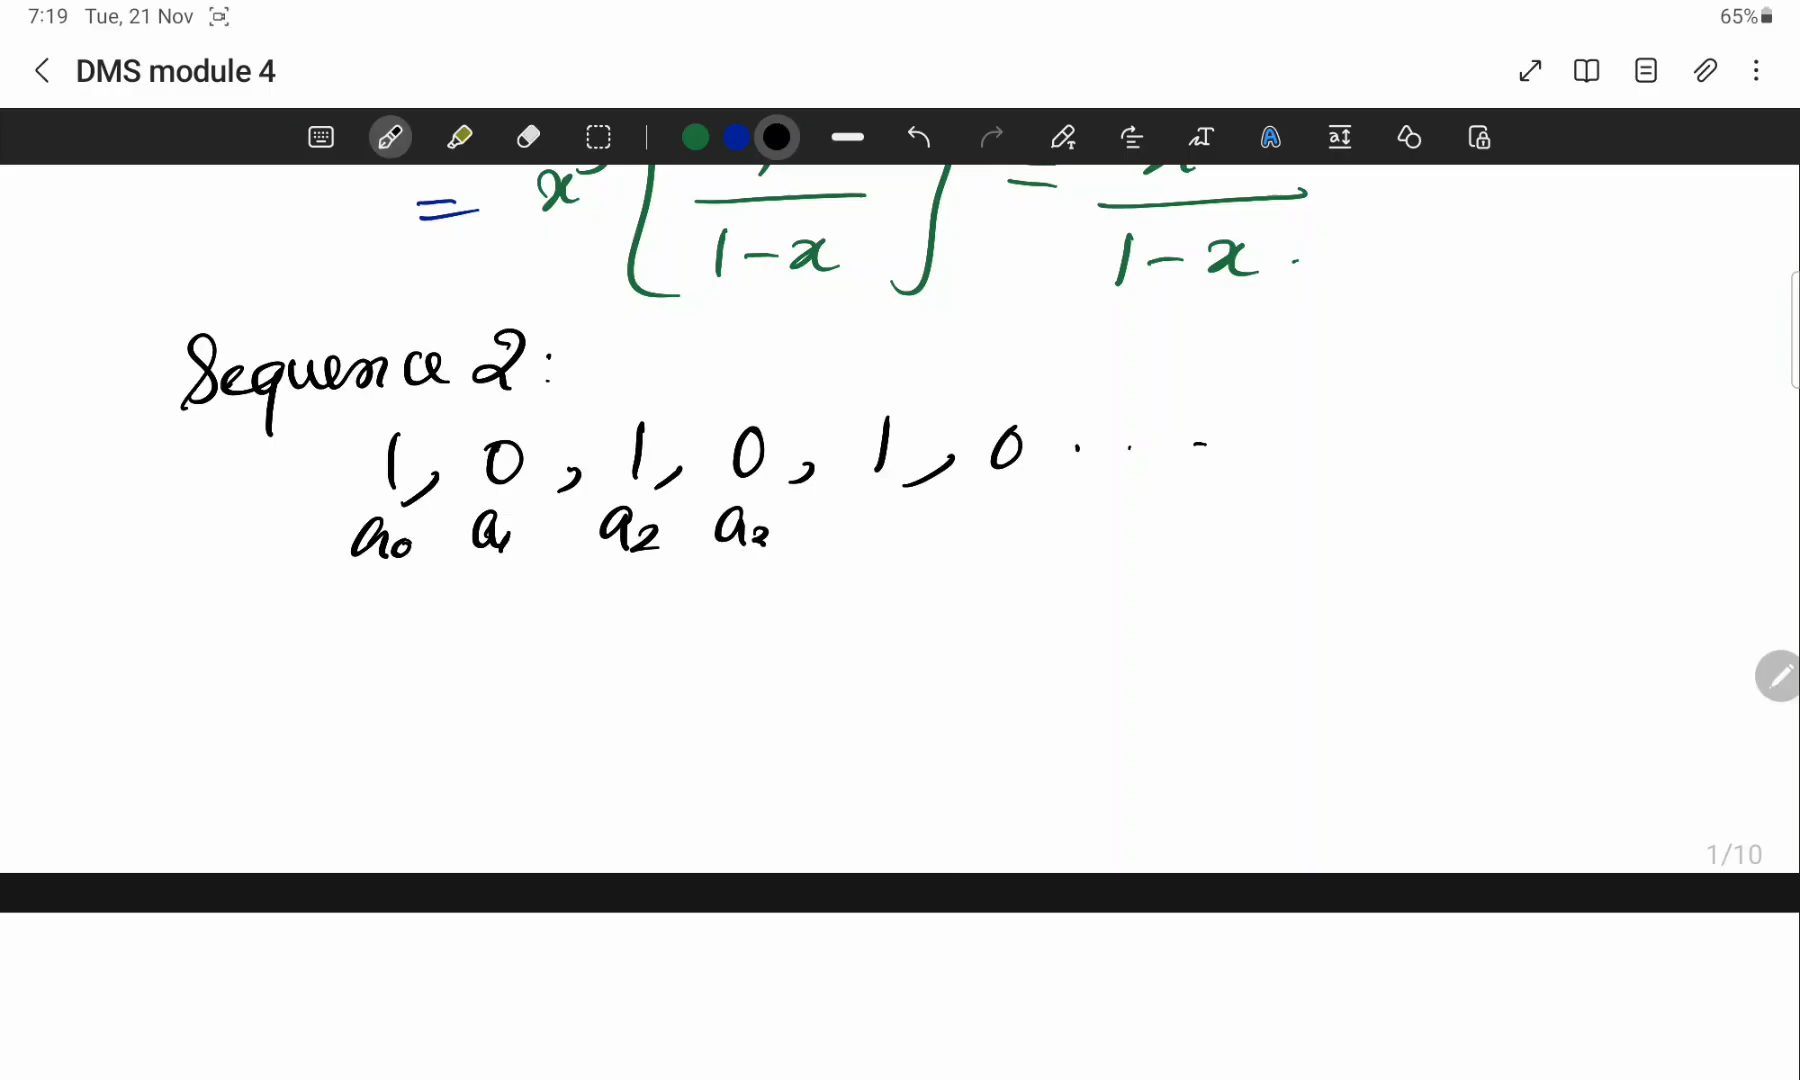 7:19 Tue, 21 Nov 65%
DMS module 4
= x [ 1-x ] = 1-x .
Sequence 2:
1, 0, 1, 0, 1, 0 . . . -
a0 a1 a2 a3
1/10